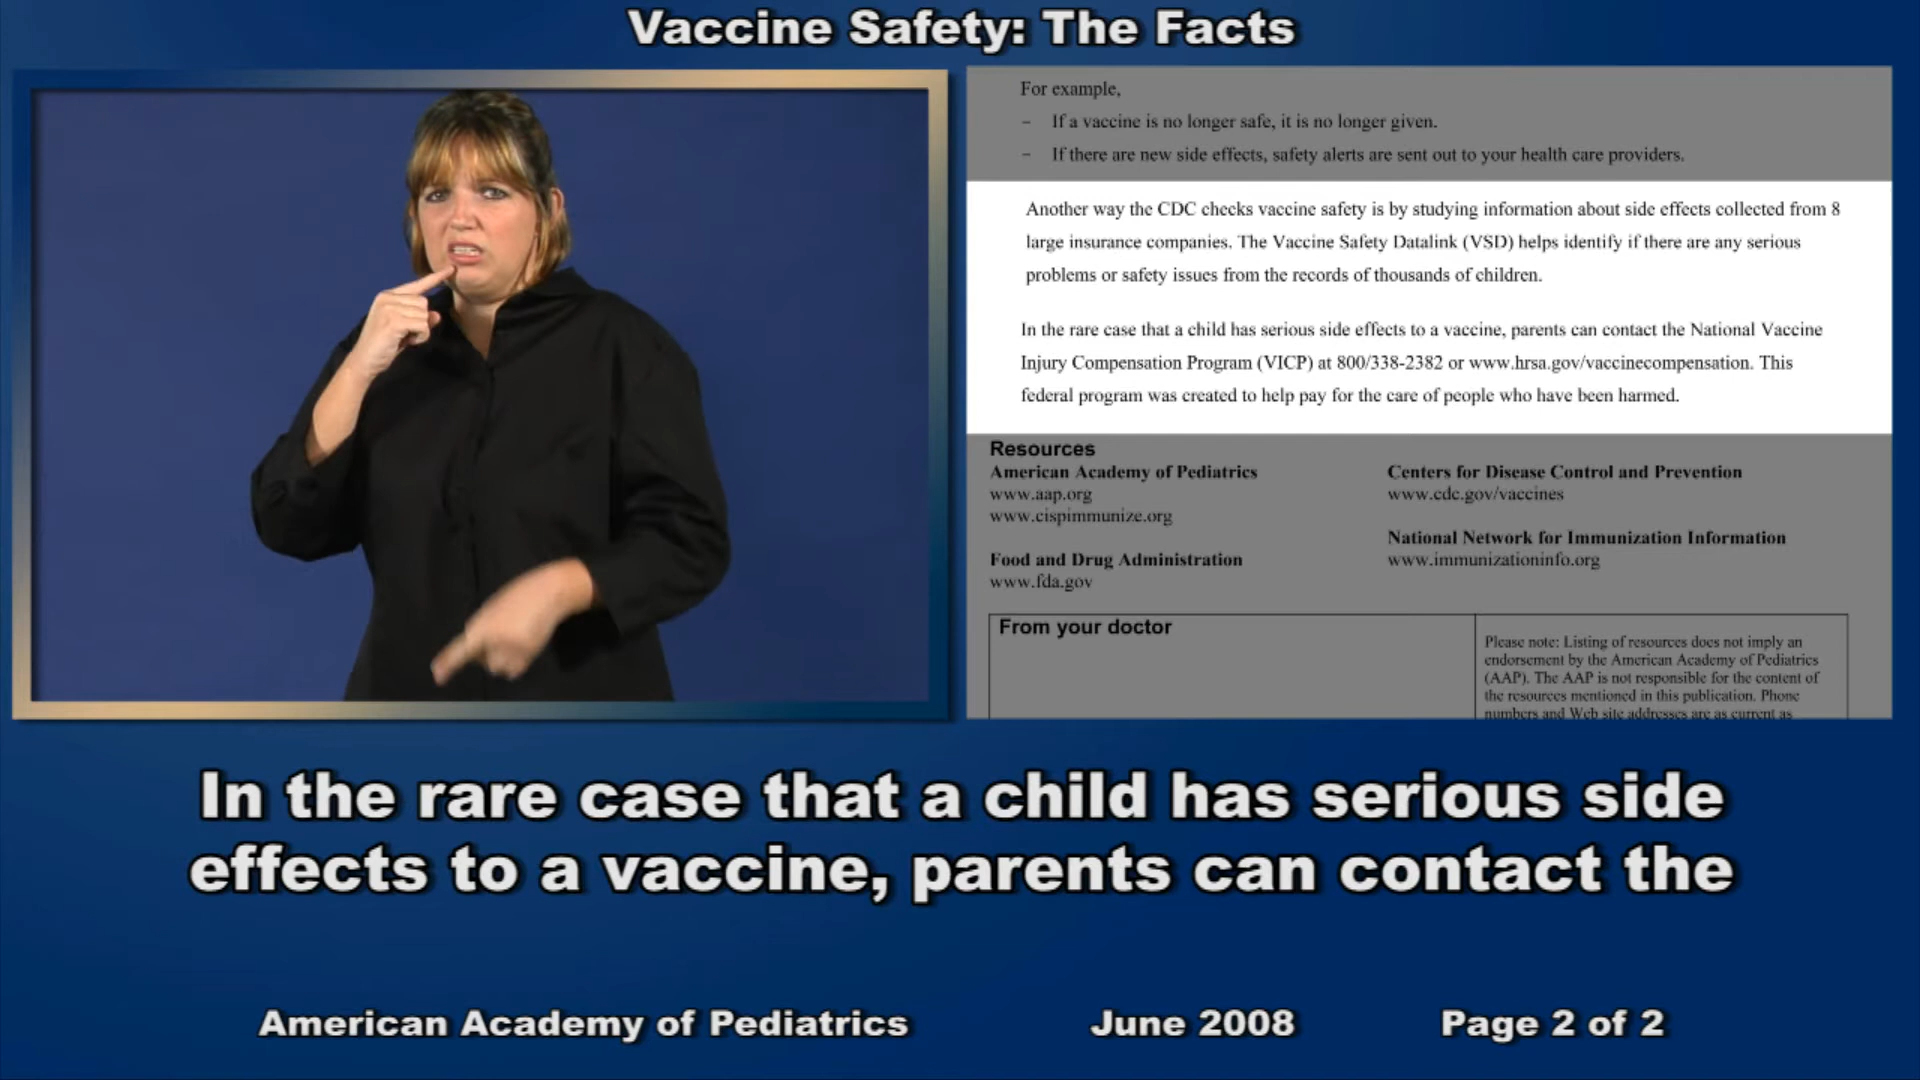 Vaccine Safety: The Facts
For example,
– If a vaccine is no longer safe, it is no longer given.
– If there are new side effects, safety alerts are sent out to your health care providers.
Another way the CDC checks vaccine safety is by studying information about side effects collected from 8
large insurance companies. The Vaccine Safety Datalink (VSD) helps identify if there are any serious
problems or safety issues from the records of thousands of children.
In the rare case that a child has serious side effects to a vaccine, parents can contact the National Vaccine
Injury Compensation Program (VICP) at 800/338-2382 or www.hrsa.gov/vaccinecompensation. This
federal program was created to help pay for the care of people who have been harmed.
Resources
American Academy of Pediatrics
www.aap.org
www.cispimmunize.org
Food and Drug Administration
www.fda.gov
Centers for Disease Control and Prevention
www.cdc.gov/vaccines
National Network for Immunization Information
www.immunizationinfo.org
From your doctor
Please note: Listing of resources does not imply an
endorsement by the American Academy of Pediatrics
(AAP). The AAP is not responsible for the content of
the resources mentioned in this publication. Phone
numbers and Web site addresses are as current as
In the rare case that a child has serious side
effects to a vaccine, parents can contact the
American Academy of Pediatrics
June 2008
Page 2 of 2